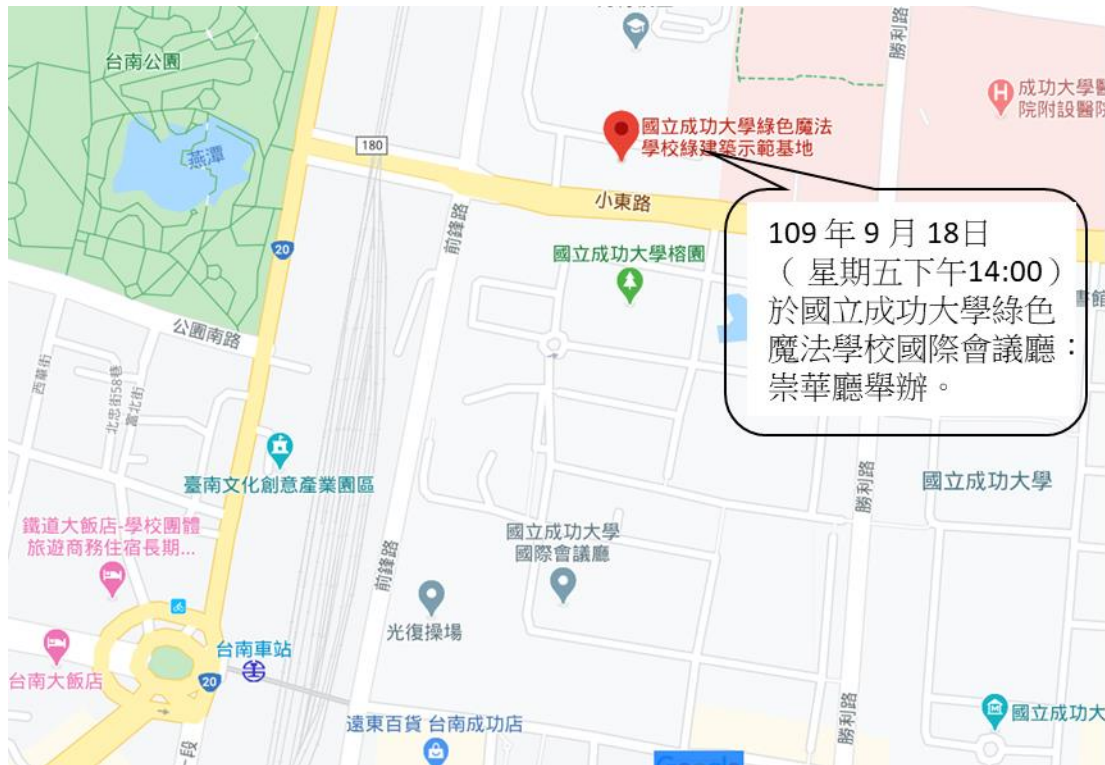 台南公園
燕潭
180
20
勝利路
成功大學醫
院附設醫院
國立成功大學綠色魔法
學校綠建築示範基地
小東路
前鋒路
國立成功大學榕園
109 年 9 月 18日
（ 星期五下午14:00）
於國立成功大學綠色
魔法學校國際會議廳：
崇華廳舉辦。
書館
公園南路
西華街
北忠街58巷
富北街
臺南文化創意產業園區
勝利路
國立成功大學
鐵道大飯店-學校團體
旅遊商務住宿長期...
國立成功大學
國際會議廳
前鋒路
光復操場
台南車站
台南大飯店
20
勝利路
國立成功大
遠東百貨 台南成功店
一段